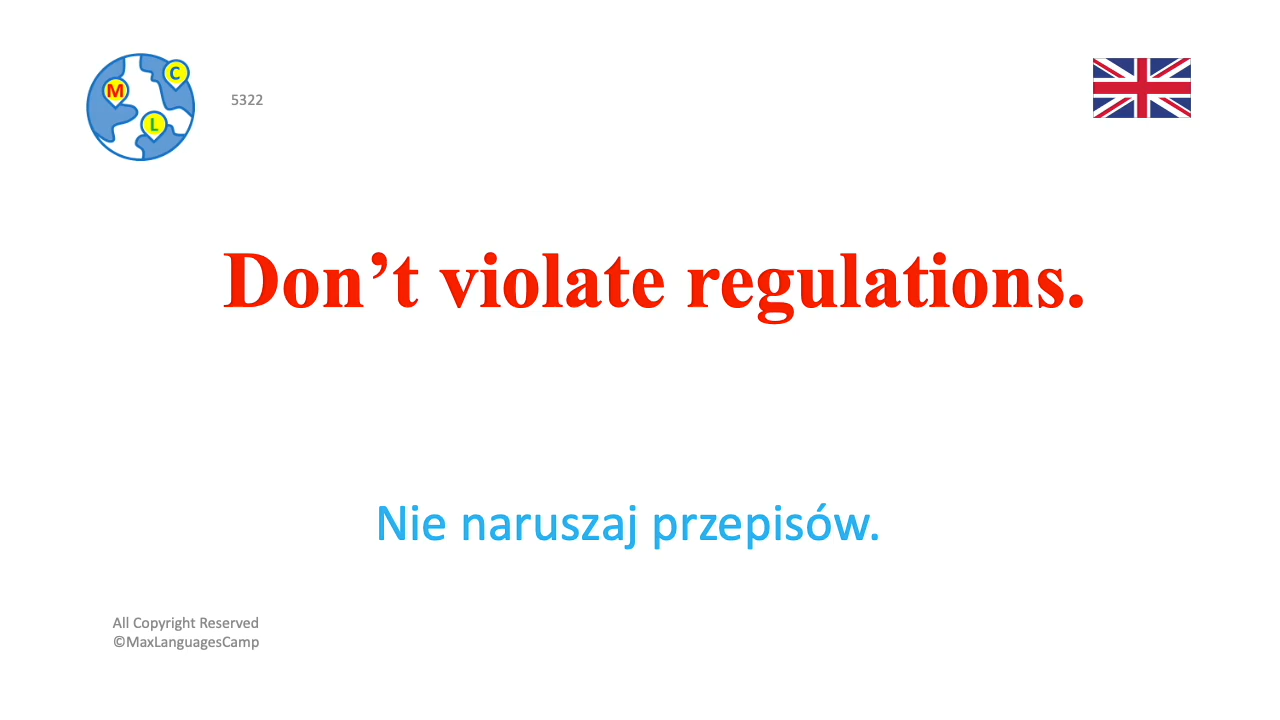 C
M
L
5322
Don’t violate regulations.
Nie naruszaj przepisów.
All Copyright Reserved
©MaxLanguagesCamp